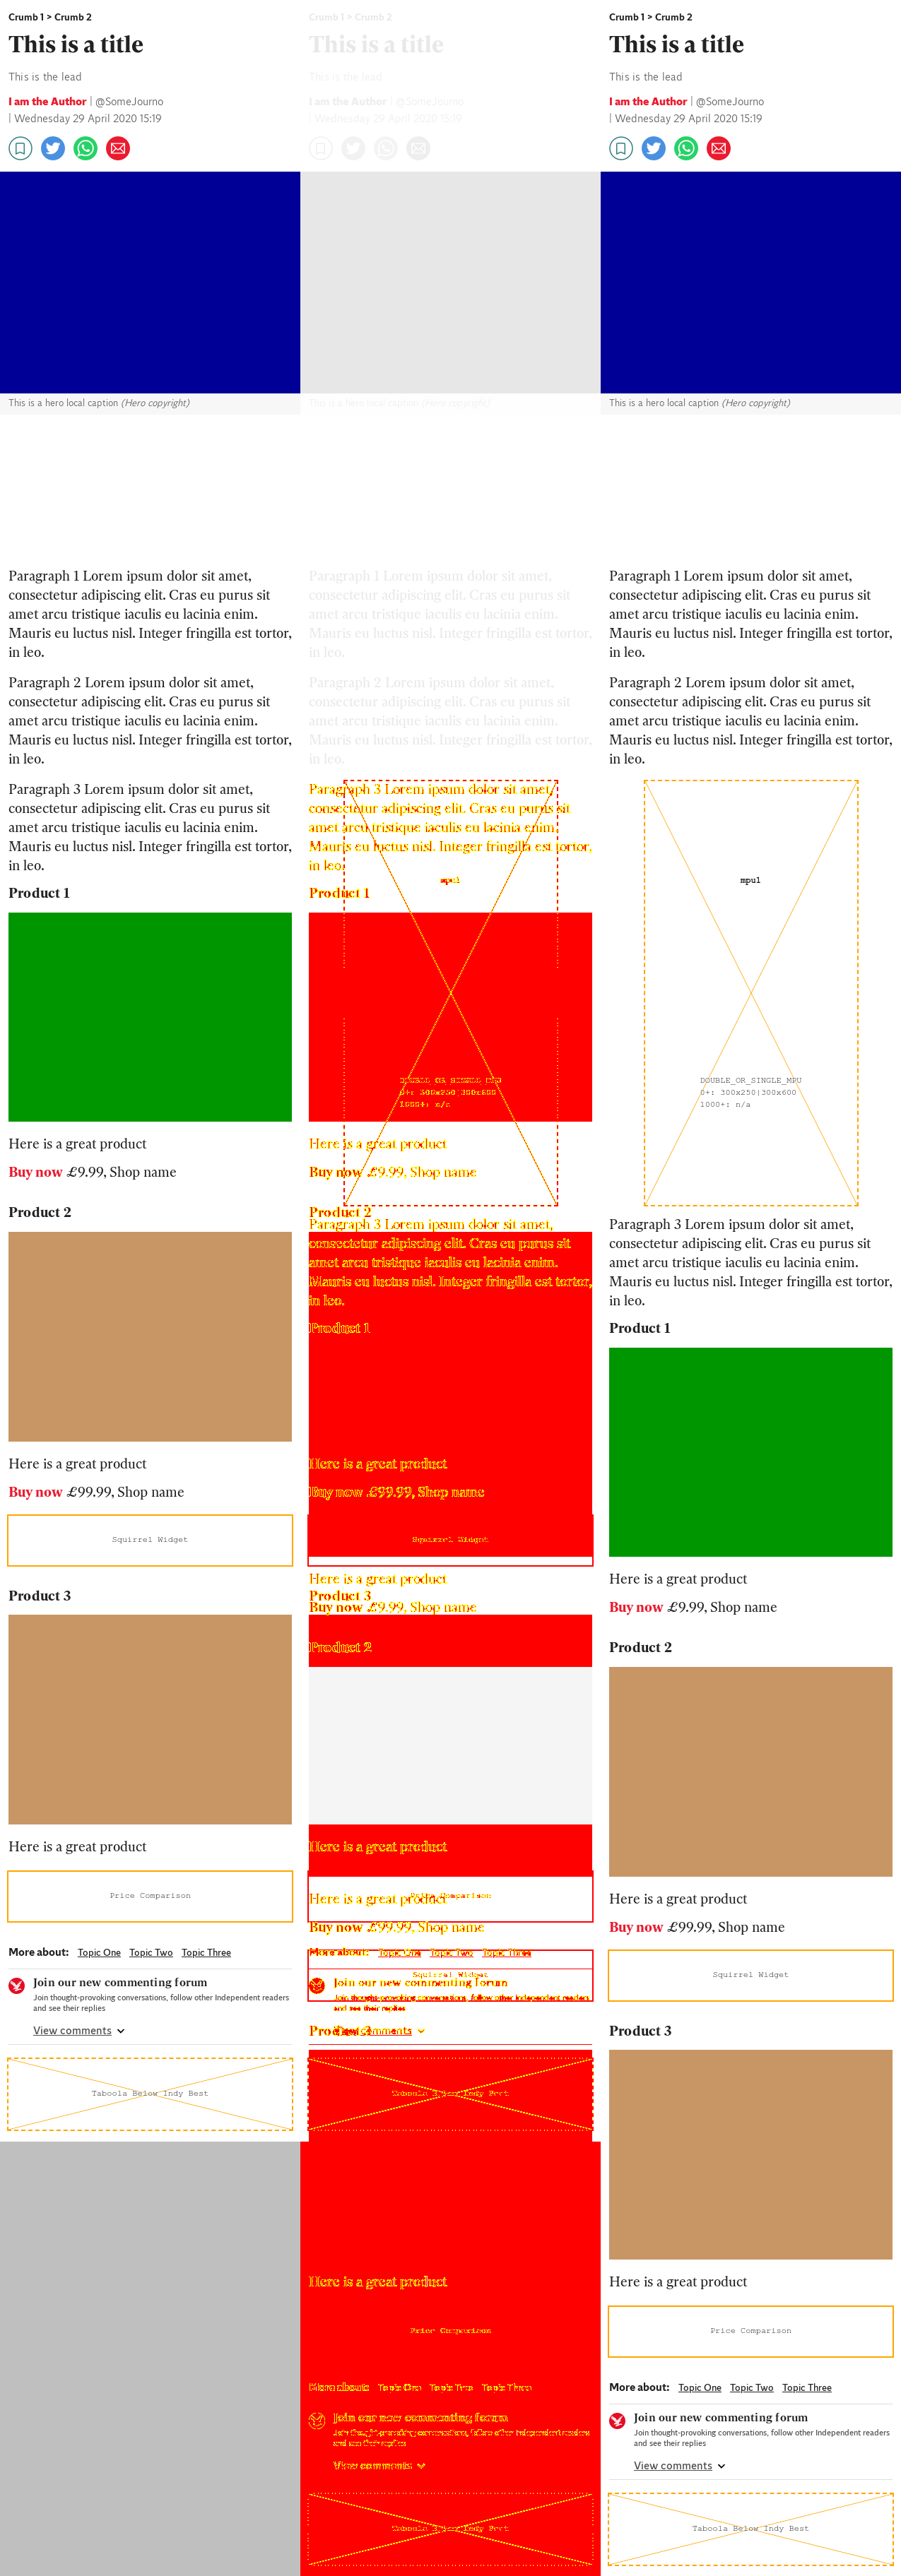 Crumb 1 > Crumb 2
This is a title
This is the lead
I am the Author | @SomeJourno
| Wednesday 29 April 2020 15:19
This is a hero local caption (Hero copyright)
Paragraph 1 Lorem ipsum dolor sit amet,
consectetur adipiscing elit. Cras eu purus sit
amet arcu tristique iaculis eu lacinia enim.
Mauris eu luctus nisl. Integer fringilla est tortor,
in leo.
Paragraph 2 Lorem ipsum dolor sit amet,
consectetur adipiscing elit. Cras eu purus sit
amet arcu tristique iaculis eu lacinia enim.
Mauris eu luctus nisl. Integer fringilla est tortor,
in leo.
Paragraph 3 Lorem ipsum dolor sit amet,
consectetur adipiscing elit. Cras eu purus sit
amet arcu tristique iaculis eu lacinia enim.
Mauris eu luctus nisl. Integer fringilla est tortor,
in leo.
Product 1
Here is a great product
Buy now £9.99, Shop name
Product 2
Here is a great product
Buy now £99.99, Shop name
Squirrel Widget
Product 3
Here is a great product
Price Comparison
More about: Topic One Topic Two Topic Three
Join our new commenting forum
Join thought-provoking conversations, follow other Independent readers
and see their replies
View comments
Taboola Below Indy Best
Crumb 1 > Crumb 2
This is a title
This is the lead
I am the Author | @SomeJourno
| Wednesday 29 April 2020 15:19
This is a hero local caption (Hero copyright)
Paragraph 1 Lorem ipsum dolor sit amet,
consectetur adipiscing elit. Cras eu purus sit
amet arcu tristique iaculis eu lacinia enim.
Mauris eu luctus nisl. Integer fringilla est tortor,
in leo.
Paragraph 2 Lorem ipsum dolor sit amet,
consectetur adipiscing elit. Cras eu purus sit
amet arcu tristique iaculis eu lacinia enim.
Mauris eu luctus nisl. Integer fringilla est tortor,
in leo.
Paragraph 3 Lorem ipsum dolor sit amet,
consectetur adipiscing elit. Cras eu purus sit
amet arcu tristique iaculis eu lacinia enim.
Mauris eu luctus nisl. Integer fringilla est tortor,
in leo.
mpu1
Product 1
DOUBLE_OR_SINGLE_MPU
0+: 300x250|300x600
1000+: n/a
Here is a great product
Buy now £9.99, Shop name
Product 2
Paragraph 3 Lorem ipsum dolor sit amet,
consectetur adipiscing elit. Cras eu purus sit
amet arcu tristique iaculis eu lacinia enim.
Mauris eu luctus nisl. Integer fringilla est tortor,
in leo.
Product 1
Here is a great product
Buy now £99.99, Shop name
Squirrel Widget
Here is a great product
Product 3
Buy now £9.99, Shop name
Product 2
Here is a great product
Price Comparison
Here is a great product
Buy now £99.99, Shop name
More about: Topic One Topic Two Topic Three
Squirrel Widget
Join our new commenting forum
Join thought-provoking conversations, follow other Independent readers
and see their replies
Product 3
View comments
Taboola Below Indy Best
Here is a great product
Price Comparison
More about: Topic One Topic Two Topic Three
Join our new commenting forum
Join thought-provoking conversations, follow other Independent readers
and see their replies
View comments
Taboola Below Indy Best
Crumb 1 > Crumb 2
This is a title
This is the lead
I am the Author | @SomeJourno
| Wednesday 29 April 2020 15:19
This is a hero local caption (Hero copyright)
Paragraph 1 Lorem ipsum dolor sit amet,
consectetur adipiscing elit. Cras eu purus sit
amet arcu tristique iaculis eu lacinia enim.
Mauris eu luctus nisl. Integer fringilla est tortor,
in leo.
Paragraph 2 Lorem ipsum dolor sit amet,
consectetur adipiscing elit. Cras eu purus sit
amet arcu tristique iaculis eu lacinia enim.
Mauris eu luctus nisl. Integer fringilla est tortor,
in leo.
mpu1
DOUBLE_OR_SINGLE_MPU
0+: 300x250|300x600
1000+: n/a
Paragraph 3 Lorem ipsum dolor sit amet,
consectetur adipiscing elit. Cras eu purus sit
amet arcu tristique iaculis eu lacinia enim.
Mauris eu luctus nisl. Integer fringilla est tortor,
in leo.
Product 1
Here is a great product
Buy now £9.99, Shop name
Product 2
Here is a great product
Buy now £99.99, Shop name
Squirrel Widget
Product 3
Here is a great product
Price Comparison
More about: Topic One Topic Two Topic Three
Join our new commenting forum
Join thought-provoking conversations, follow other Independent readers
and see their replies
View comments
Taboola Below Indy Best